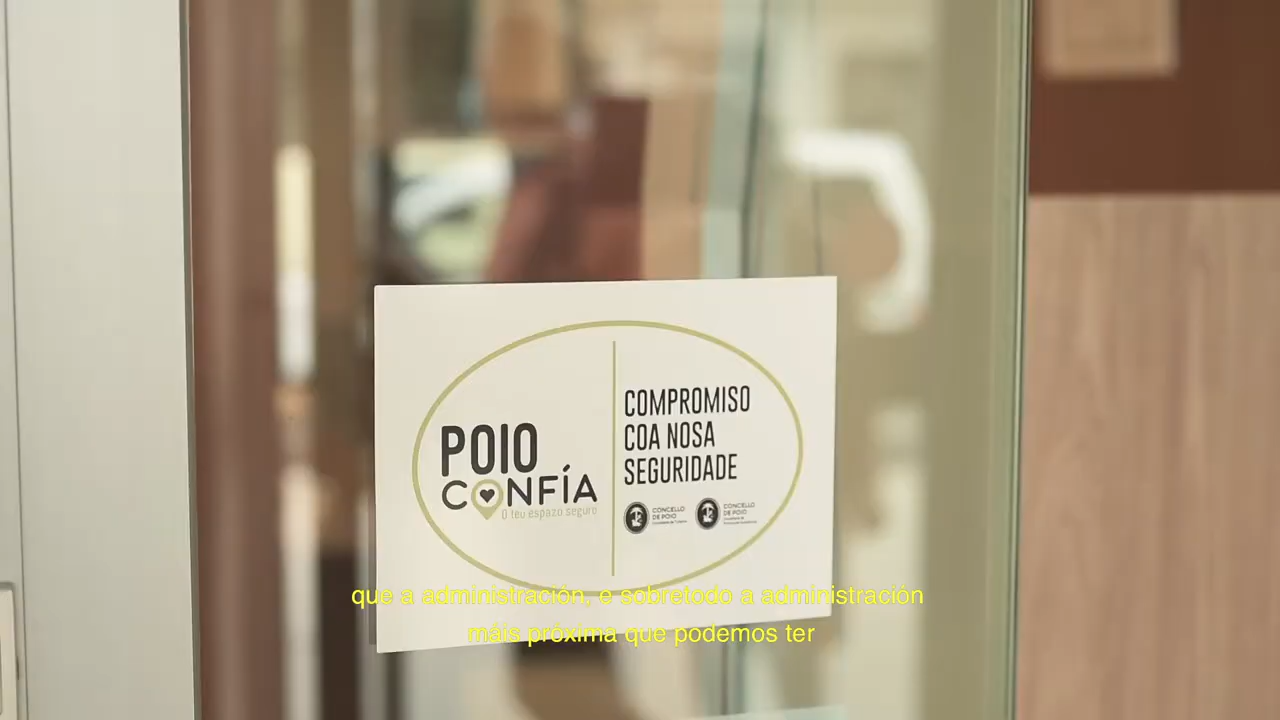 POIO
CONFÍA
O teu espazo seguro
COMPROMISO
COA NOSA
SEGURIDADE
CONCELLO
DE POIO
CONCELLO
DE POIO
que a administración, e sobretodo a administración
máis próxima que podemos ter